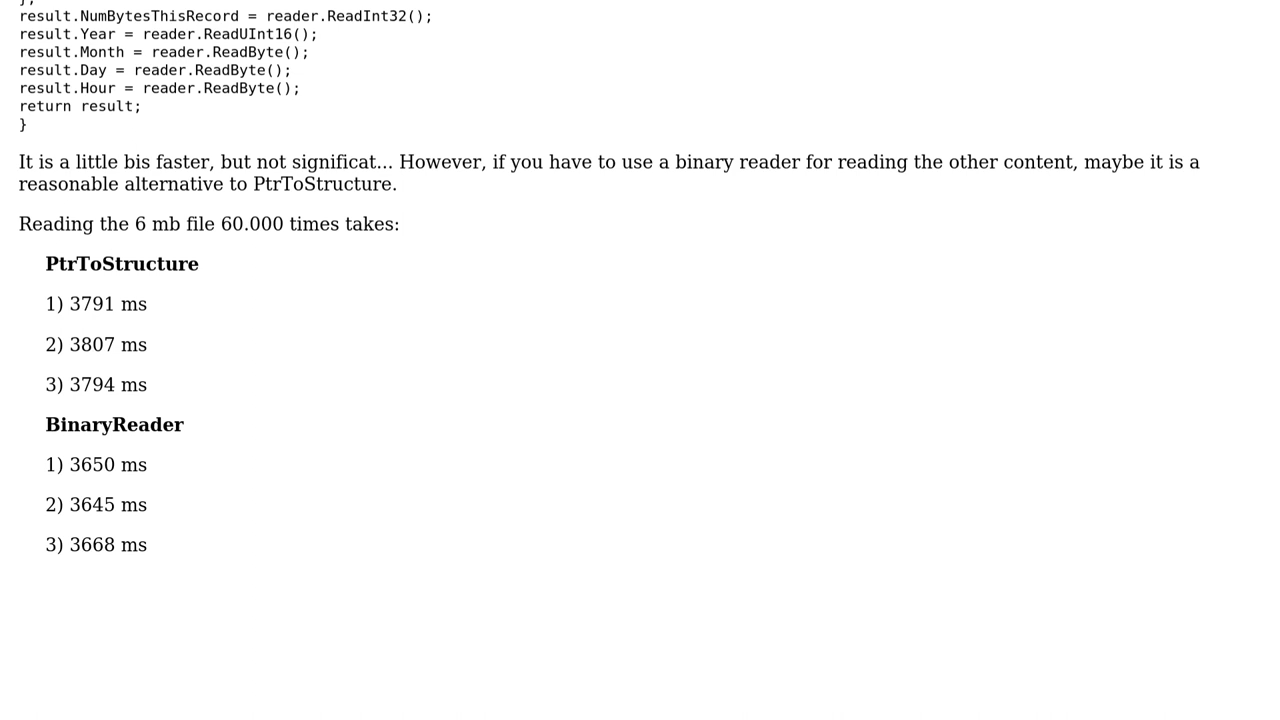 };
result.NumBytesThisRecord = reader.ReadInt32();
result.Year = reader.ReadUInt16();
result.Month = reader.ReadByte();
result.Day = reader.ReadByte();
result.Hour = reader.ReadByte();
return result;
}
It is a little bis faster, but not significat... However, if you have to use a binary reader for reading the other content, maybe it is a
reasonable alternative to PtrToStructure.
Reading the 6 mb file 60.000 times takes:
PtrToStructure
1) 3791 ms
2) 3807 ms
3) 3794 ms
BinaryReader
1) 3650 ms
2) 3645 ms
3) 3668 ms